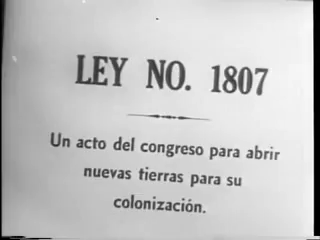 LEY NO. 1807
Un acto del congreso para abrir
nuevas tierras para su
colonización.